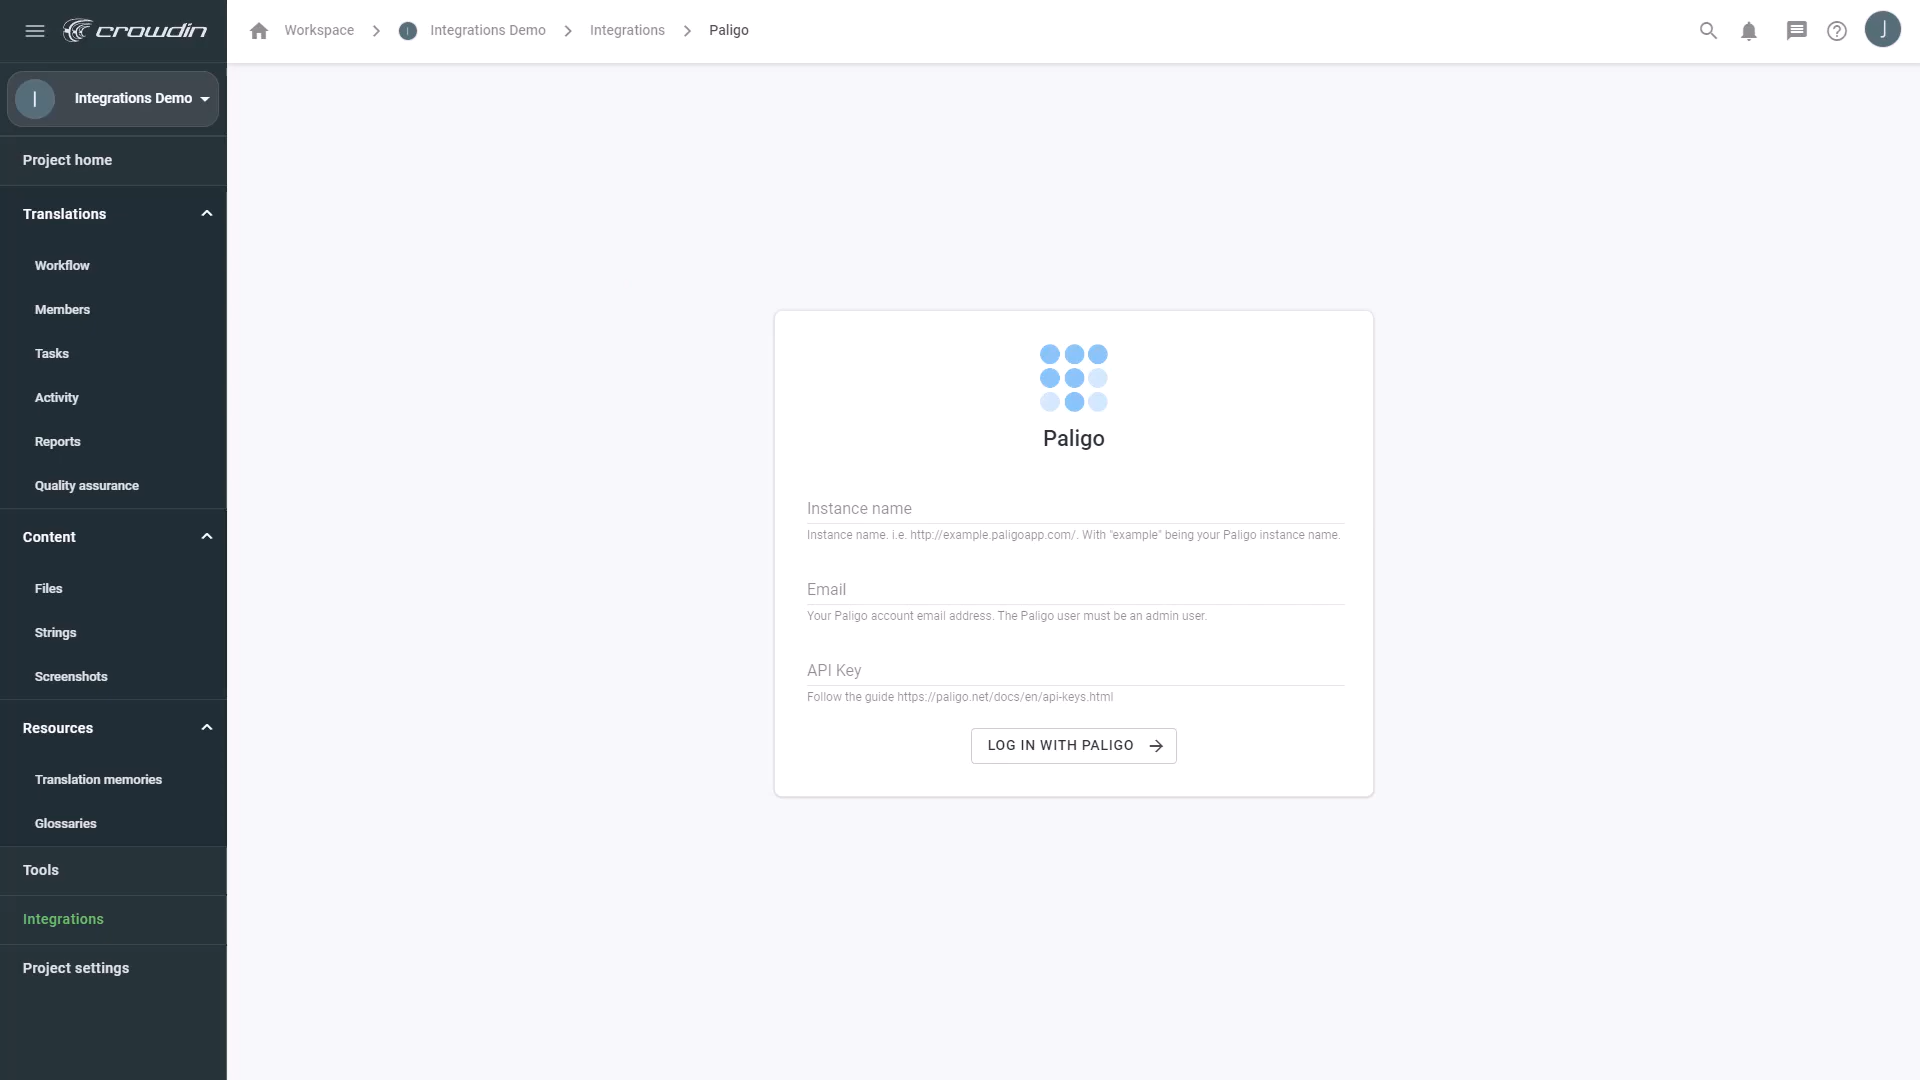 crowdin
Workspace
Integrations Demo
Integrations
Paligo
J
I
Integrations Demo
Project home
Translations
Workflow
Members
Tasks
Activity
Reports
Quality assurance
Content
Files
Strings
Screenshots
Resources
Translation memories
Glossaries
Tools
Integrations
Project settings
Paligo
Instance name
Instance name. i.e. http://example.paligoapp.com/. With "example" being your Paligo instance name.
Email
Your Paligo account email address. The Paligo user must be an admin user.
API Key
Follow the guide https://paligo.net/docs/en/api-keys.html
LOG IN WITH PALIGO